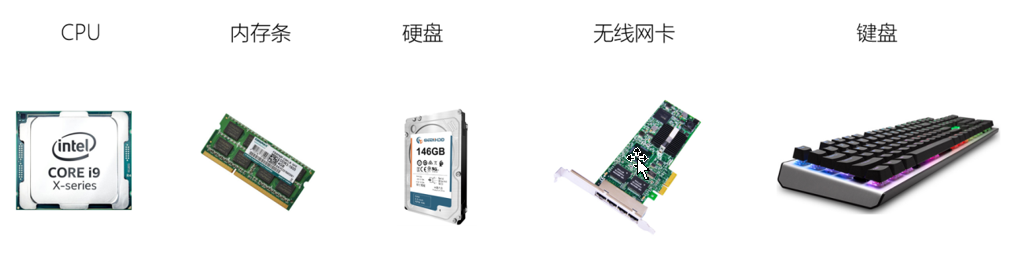 CPU
内存条
硬盘
无线网卡
键盘
intel
CORE i9
X-series
146GB